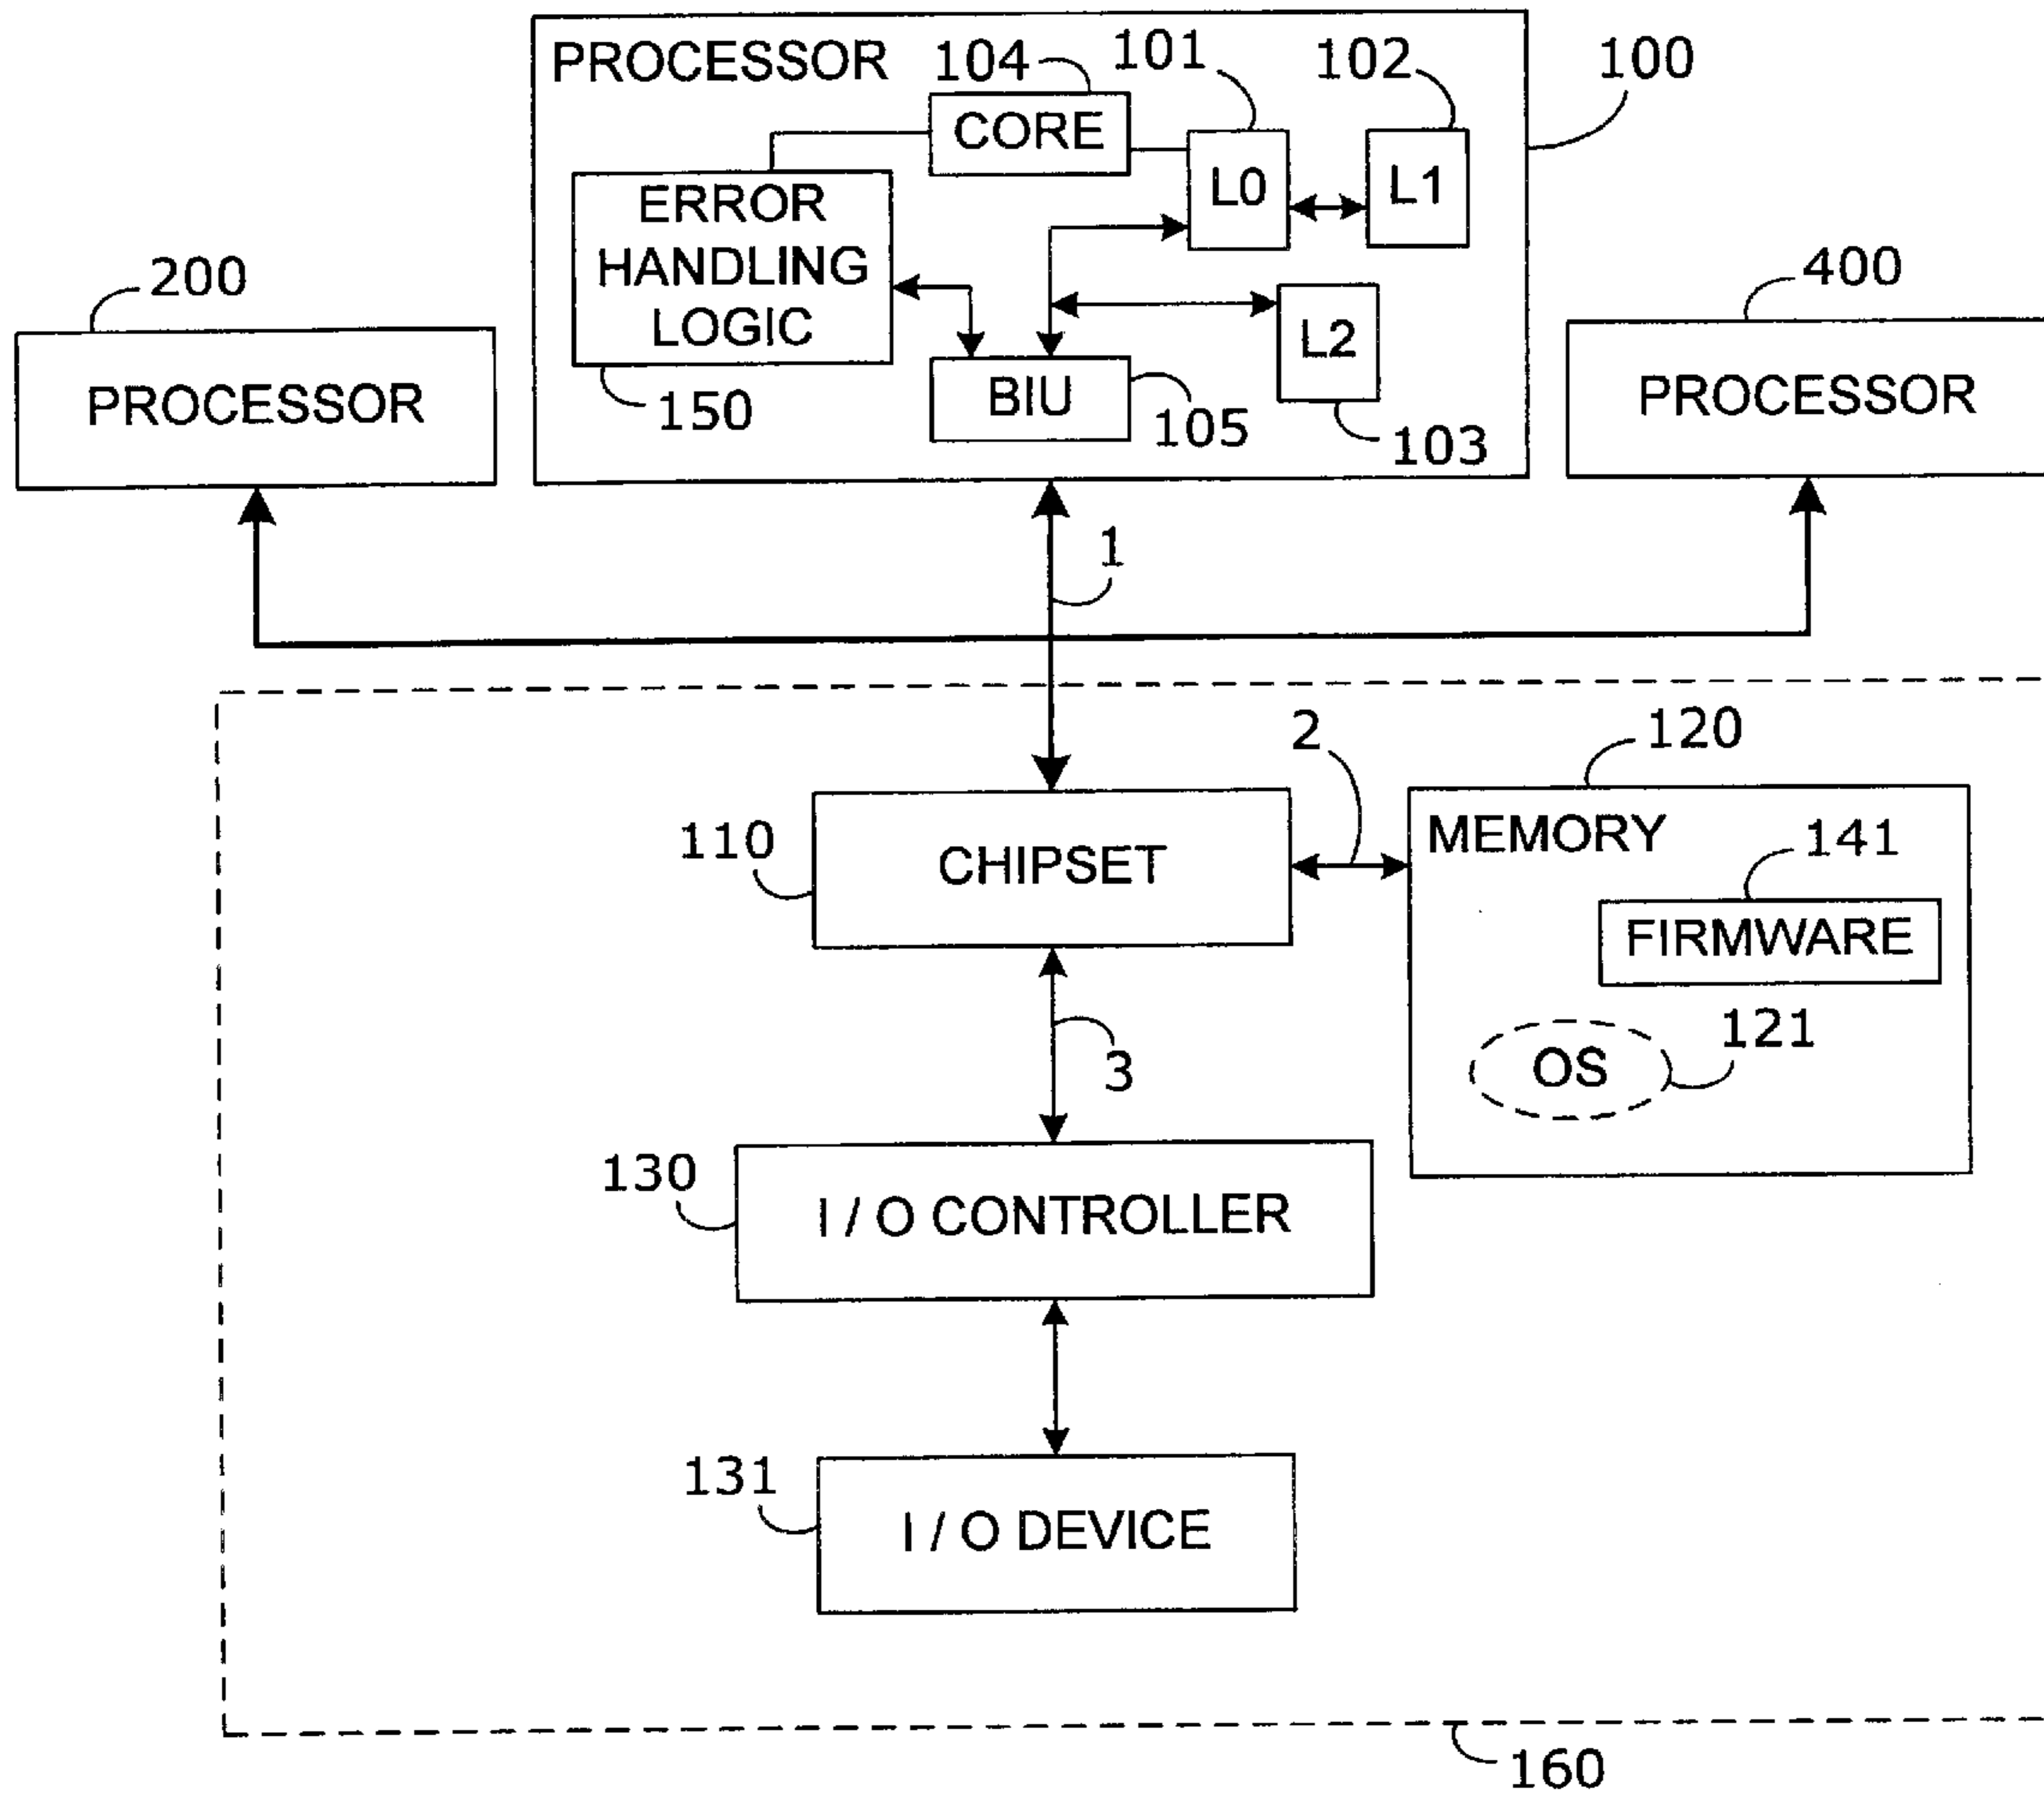 PROCESSOR
104
101
102
100
CORE
L0
L1
ERROR
HANDLING
LOGIC
200
400
L2
PROCESSOR
150
BIU
105
103
PROCESSOR
1
2
120
110
CHIPSET
MEMORY
141
FIRMWARE
3
OS
121
130
I / O CONTROLLER
131
I / O DEVICE
160